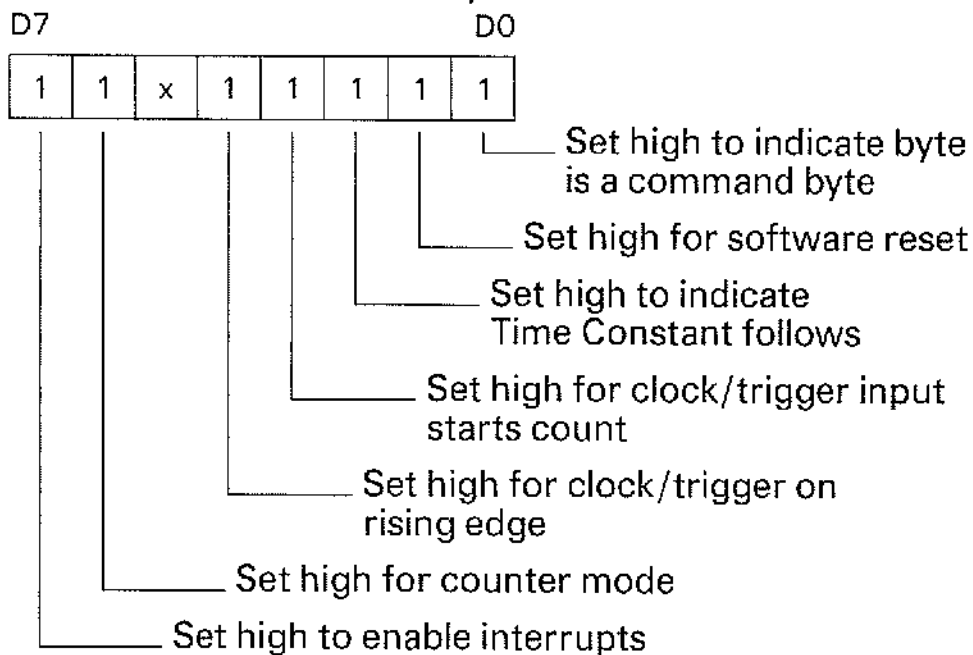 D7 D0
1 1 x 1 1 1 1 1
Set high to indicate byte
is a command byte
Set high for software reset
Set high to indicate
Time Constant follows
Set high for clock/trigger input
starts count
Set high for clock/trigger on
rising edge
Set high for counter mode
Set high to enable interrupts